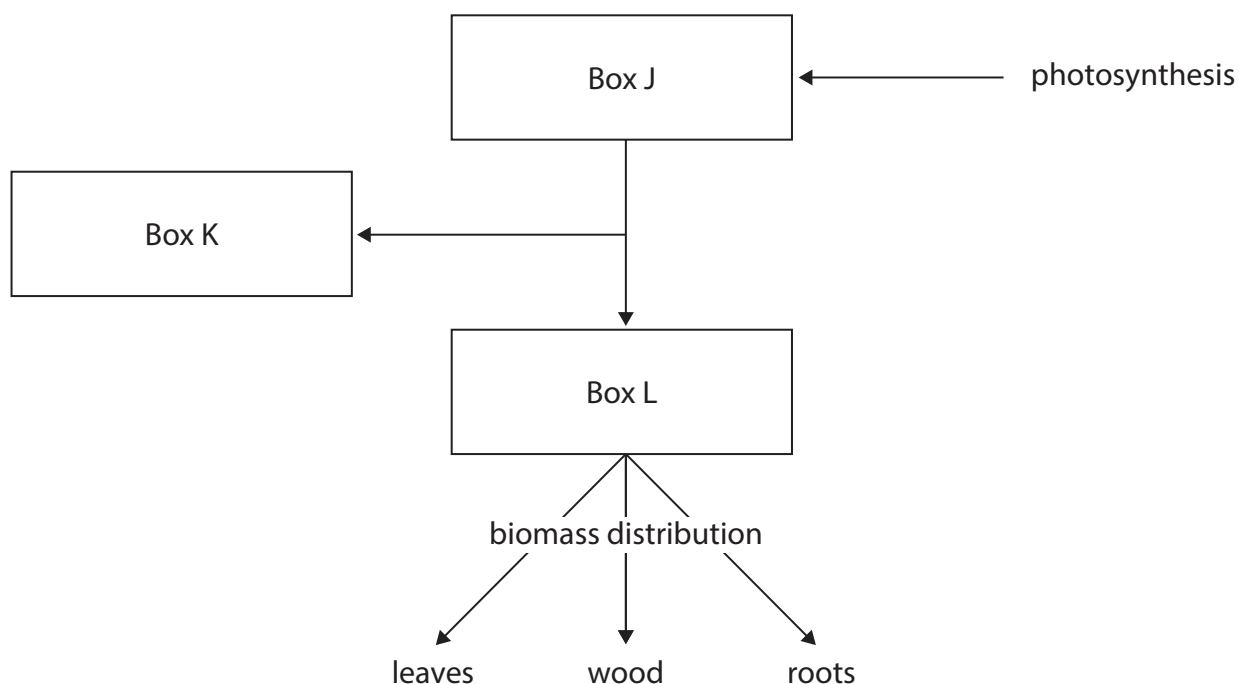 Box J
photosynthesis
Box K
Box L
biomass distribution
leaves
wood
roots